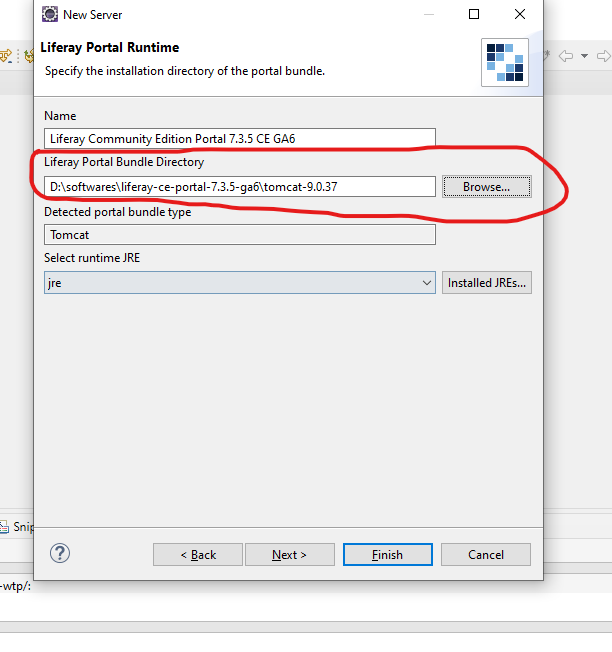 New Server
Liferay Portal Runtime
Specify the installation directory of the portal bundle.
Name
Liferay Community Edition Portal 7.3.5 CE GA6
Liferay Portal Bundle Directory
D:\softwares\liferay-ce-portal-7.3.5-ga6\tomcat-9.0.37
Browse...
Detected portal bundle type
Tomcat
Select runtime JRE
jre
Installed JREs...
Snip
?
< Back
Next >
Finish
Cancel
-wtp/: